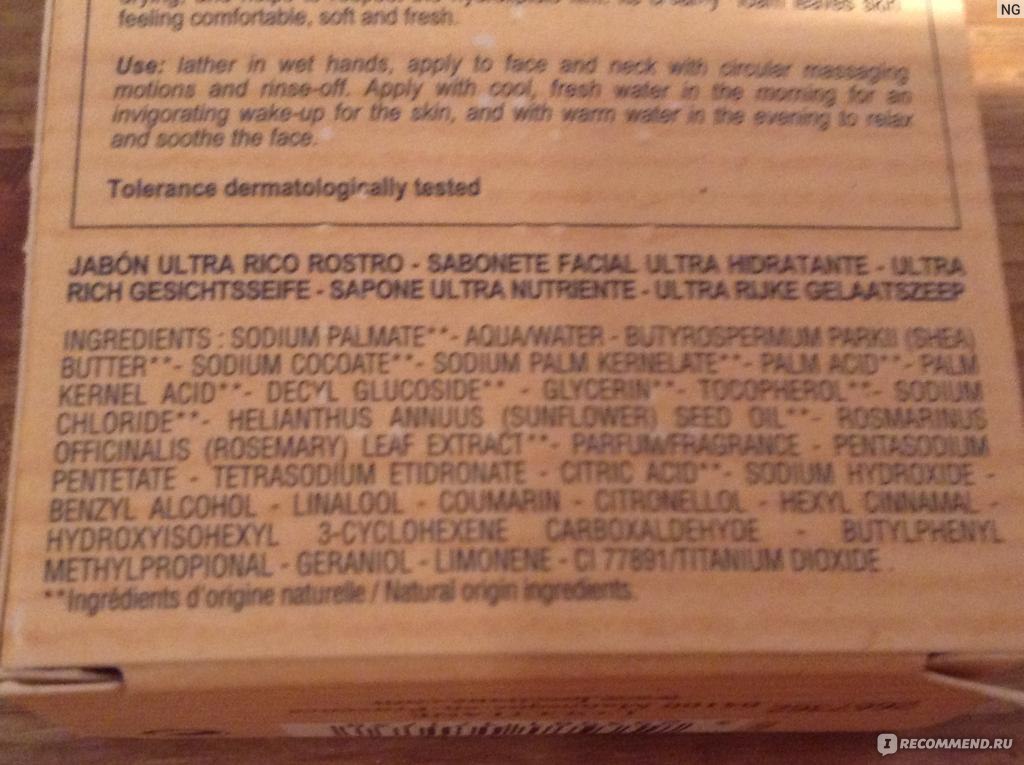 NG
feeling comfortable, soft and fresh.
Use: lather in wet hands, apply to face and neck with circular massaging
motions and rinse-off. Apply with cool, fresh water in the morning for an
invigorating wake-up for the skin, and with warm water in the evening to relax
and soothe the face.
Tolerance dermatologically tested
JABÓN ULTRA RICO ROSTRO - SABONETE FACIAL ULTRA HIDRATANTE - ULTRA
RICH GESICHTSSEIFE - SAPONE ULTRA NUTRIENTE - ULTRA RIJKE GELAATSZEEP
INGREDIENTS : SODIUM PALMATE**- AQUA/WATER - BUTYROSPERMUM PARKII (SHEA)
BUTTER**- SODIUM COCOATE**- SODIUM PALM KERNELATE**- PALM ACID**- PALM
KERNEL ACID**- DECYL GLUCOSIDE** - GLYCERIN**- TOCOPHEROL**- SODIUM
CHLORIDE**- HELIANTHUS ANNUUS (SUNFLOWER) SEED OIL**- ROSMARINUS
OFFICINALIS (ROSEMARY) LEAF EXTRACT**- PARFUM/FRAGRANCE - PENTASODIUM
PENTETATE - TETRASODIUM ETIDRONATE - CITRIC ACID**- SODIUM HYDROXIDE -
BENZYL ALCOHOL - LINALOOL - COUMARIN - CITRONELLOL - HEXYL CINNAMAL -
HYDROXYISOHEXYL 3-CYCLOHEXENE CARBOXALDEHYDE - BUTYLPHENYL
METHYLPROPIONAL - GERANIOL - LIMONENE - CI 77891/TITANIUM DIOXIDE
**Ingrédients d'origine naturelle / Natural origin ingredients.
IRECOMMEND.RU